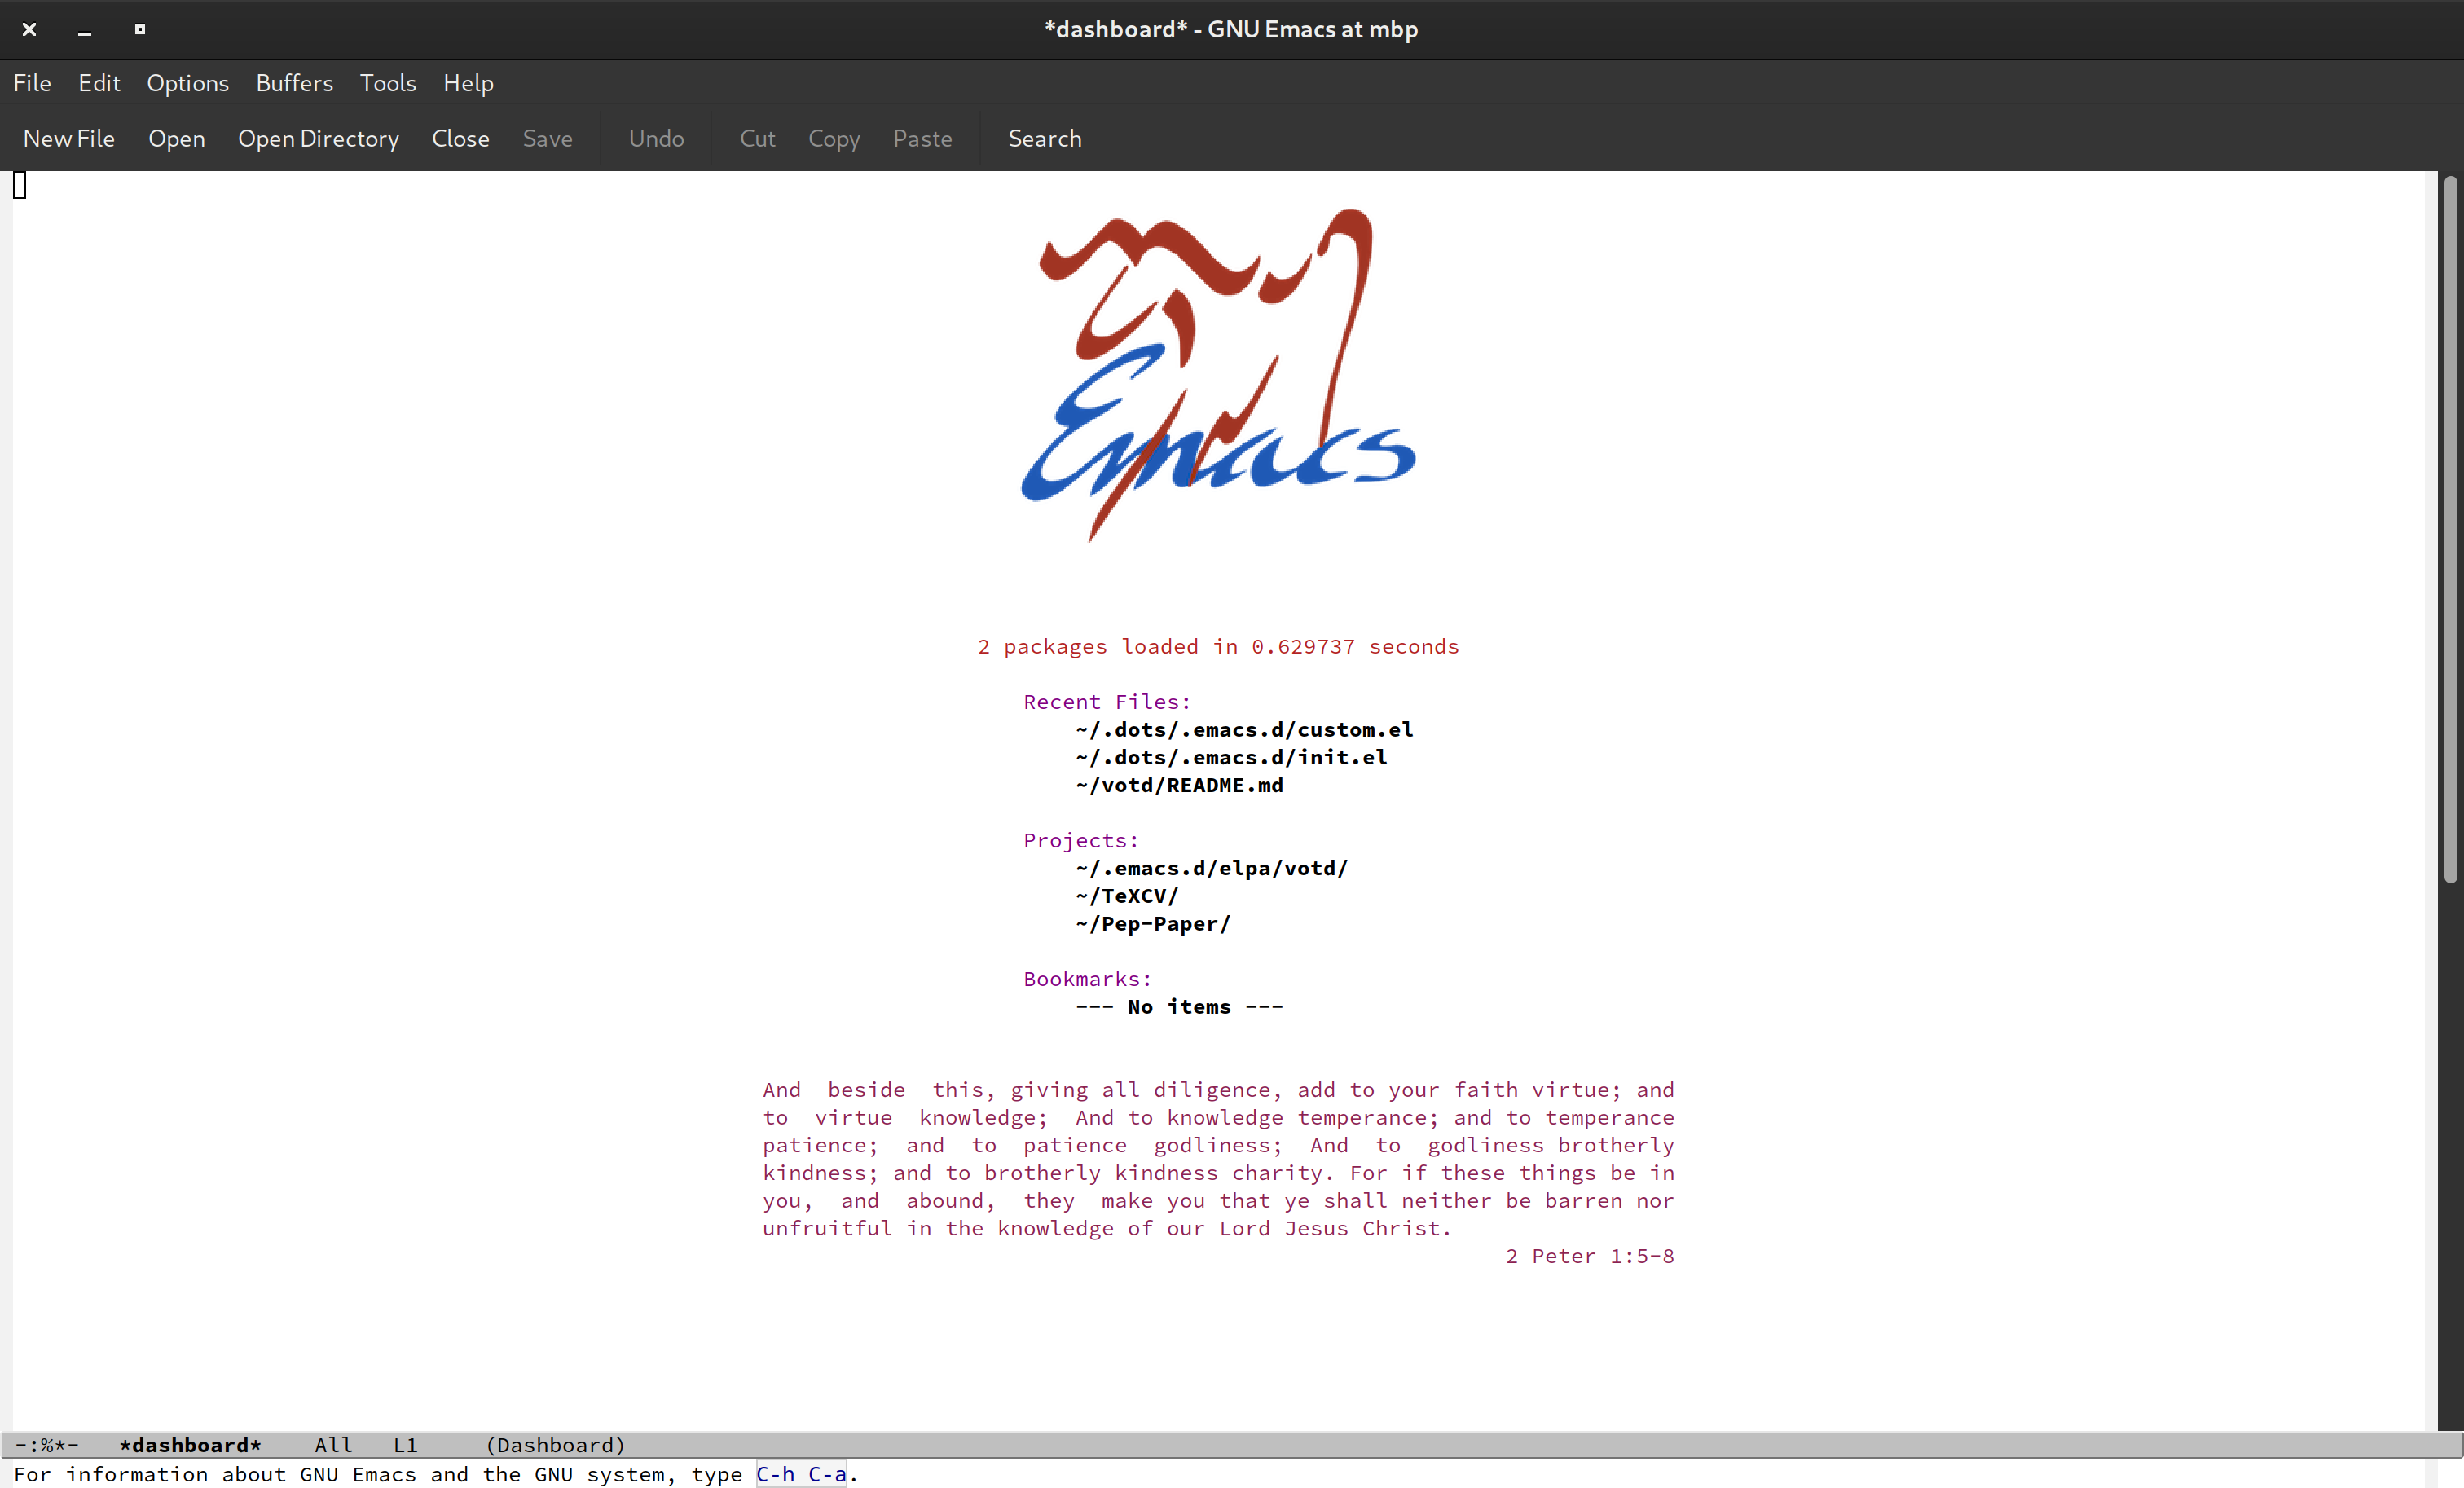 *dashboard* - GNU Emacs at mbp
File Edit Options Buffers Tools Help
New File Open Open Directory Close Save Undo Cut Copy Paste Search
Emacs
2 packages loaded in 0.629737 seconds
Recent Files:
~/.dots/.emacs.d/custom.el
~/.dots/.emacs.d/init.el
~/votd/README.md
Projects:
~/.emacs.d/elpa/votd/
~/TeXCV/
~/Pep-Paper/
Bookmarks:
--- No items ---
And beside this, giving all diligence, add to your faith virtue; and
to virtue knowledge; And to knowledge temperance; and to temperance
patience; and to patience godliness; And to godliness brotherly
kindness; and to brotherly kindness charity. For if these things be in
you, and abound, they make you that ye shall neither be barren nor
unfruitful in the knowledge of our Lord Jesus Christ.
2 Peter 1:5-8
-:%*- *dashboard* All L1 (Dashboard)
For information about GNU Emacs and the GNU system, type C-h C-a.